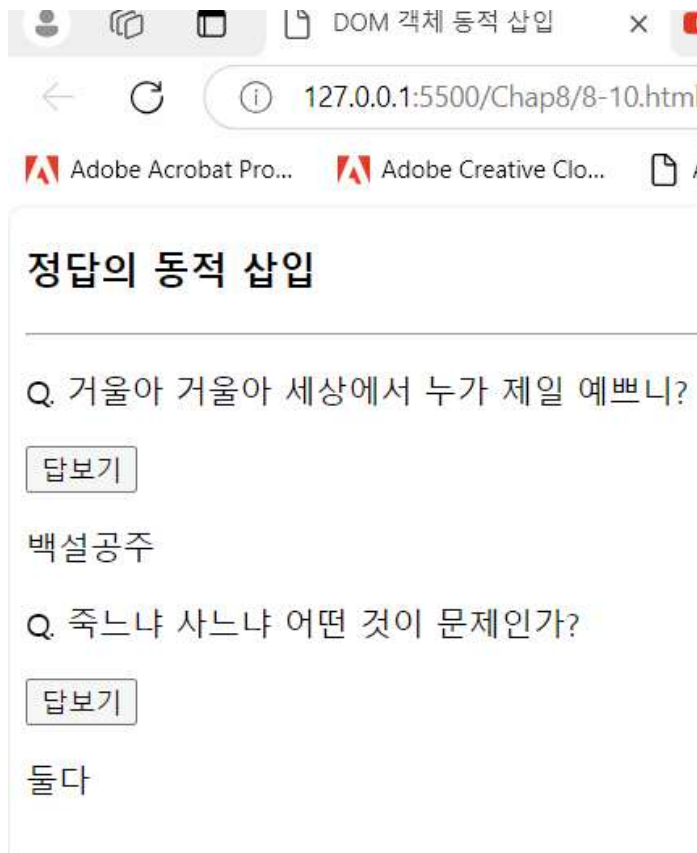 DOM 객체 동적 삽입
127.0.0.1:5500/Chap8/8-10.html
Adobe Acrobat Pro... Adobe Creative Clo...
정답의 동적 삽입
Q. 거울아 거울아 세상에서 누가 제일 예쁘니?
답보기
백설공주
Q. 죽느냐 사느냐 어떤 것이 문제인가?
답보기
둘다